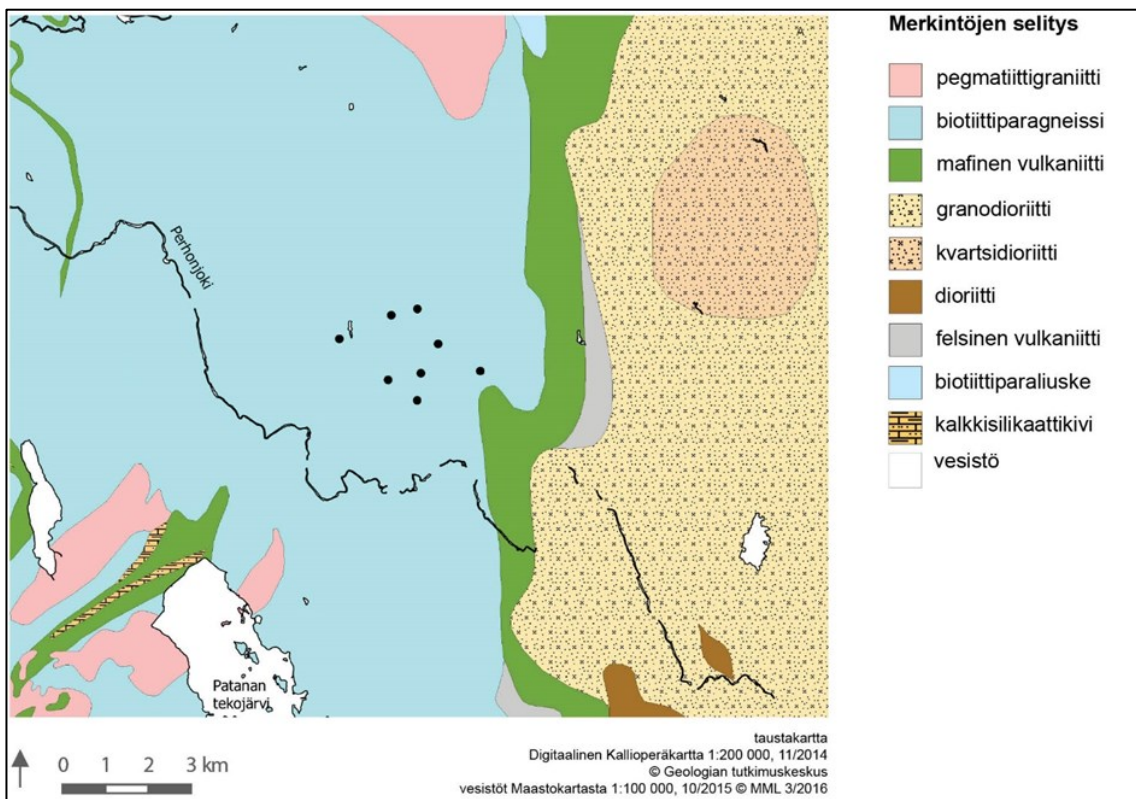 Merkintöjen selitys
pegmatiittigraniitti
biotiittiparagneissi
mafinen vulkaniitti
granodioriitti
kvartsidioriitti
dioriitti
felsinen vulkaniitti
biotiittiparaliuske
kalkkisilikaattikivi
vesistö
A
Perhonjoki
Patanan
tekojärvi
0 1 2 3 km
taustakartta
Digitaalinen Kallioperäkartta 1:200 000, 11/2014
© Geologian tutkimuskeskus
vesistöt Maastokartasta 1:100 000, 10/2015 © MML 3/2016